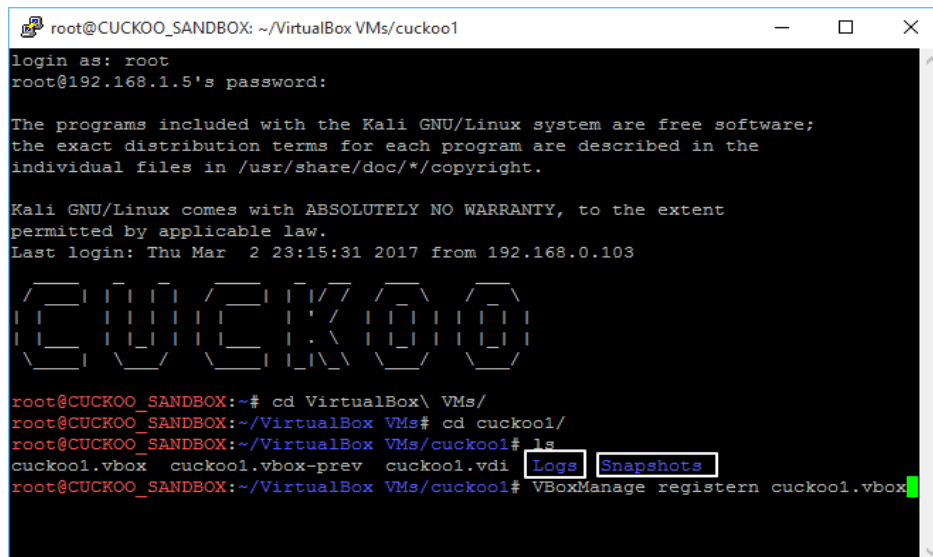 root@CUCKOO_SANDBOX: ~/VirtualBox VMs/cuckoo1
login as: root
root@192.168.1.5's password:
The programs included with the Kali GNU/Linux system are free software;
the exact distribution terms for each program are described in the
individual files in /usr/share/doc/*/copyright.
Kali GNU/Linux comes with ABSOLUTELY NO WARRANTY, to the extent
permitted by applicable law.
Last login: Thu Mar  2 23:15:31 2017 from 192.168.0.103
CUCKOO
root@CUCKOO_SANDBOX:~# cd VirtualBox\ VMs/
root@CUCKOO_SANDBOX:~/VirtualBox VMs# cd cuckoo1/
root@CUCKOO_SANDBOX:~/VirtualBox VMs/cuckoo1# ls
cuckoo1.vbox  cuckoo1.vbox-prev  cuckoo1.vdi  Logs  Snapshots
root@CUCKOO_SANDBOX:~/VirtualBox VMs/cuckoo1# VBoxManage registern cuckoo1.vbox